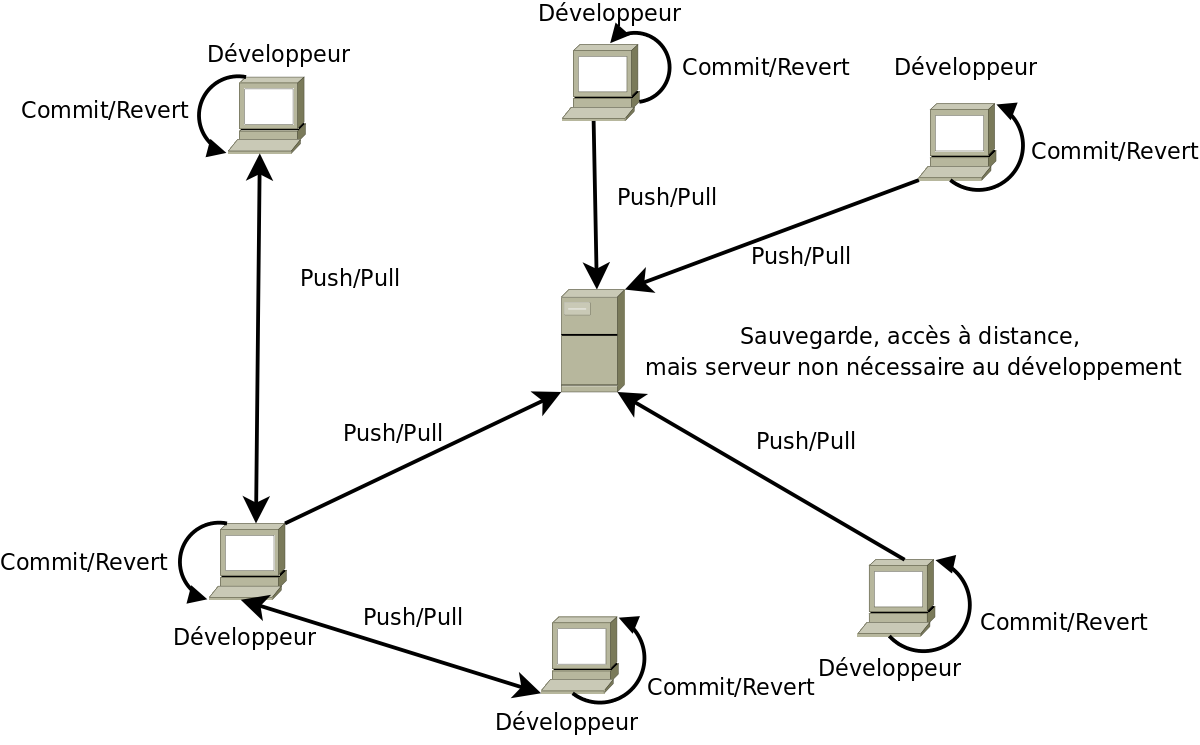 Développeur
Développeur
Commit/Revert
Développeur
Commit/Revert
Commit/Revert
Push/Pull
Push/Pull
Push/Pull
Sauvegarde, accès à distance,
mais serveur non nécessaire au développement
Push/Pull
Push/Pull
Commit/Revert
Push/Pull
Commit/Revert
Développeur
Développeur
Commit/Revert
Développeur